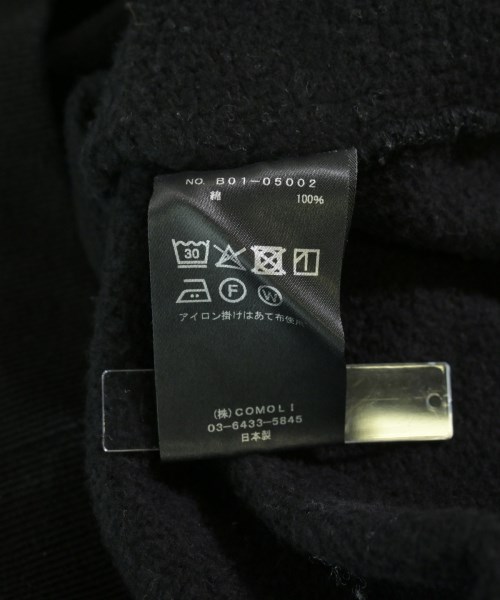 NO. B01-05002
綿 100%
30
F W
アイロン掛けはあて布使用
(株)COMOLI
03-6433-5845
日本製